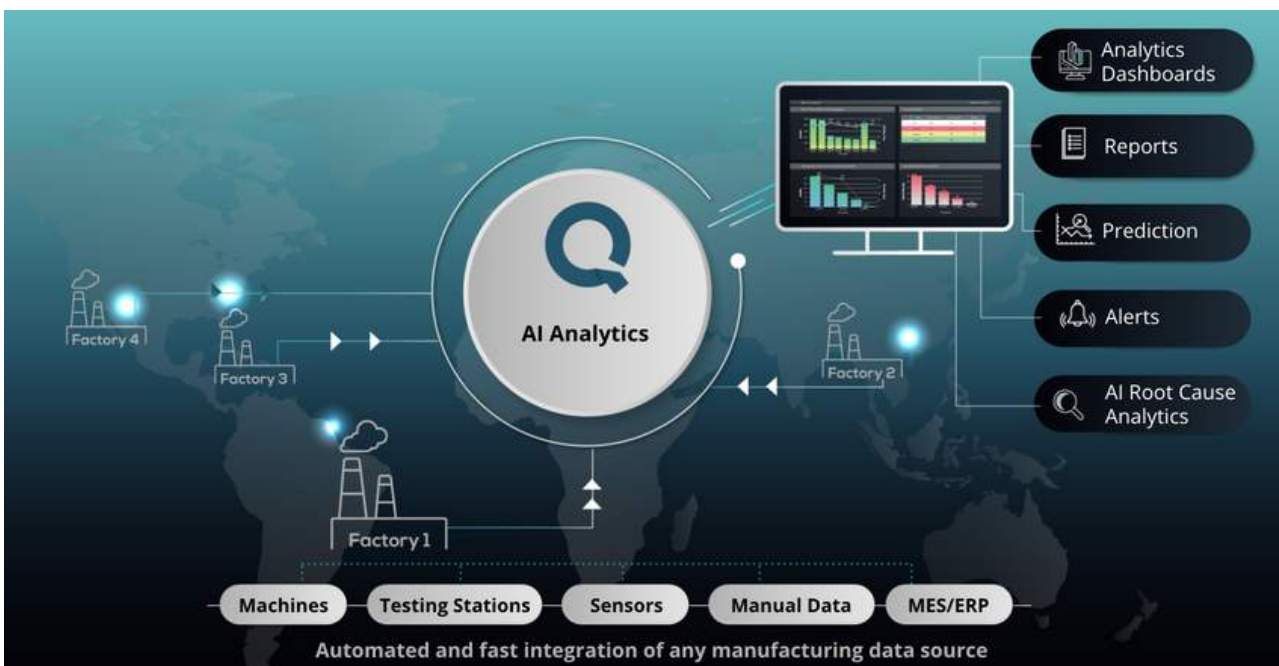 Analytics
Dashboards
Reports
Prediction
Alerts
AI Root Cause
Analytics
AI Analytics
Factory 4
Factory 3
Factory 2
Factory 1
Machines
Testing Stations
Sensors
Manual Data
MES/ERP
Automated and fast integration of any manufacturing data source